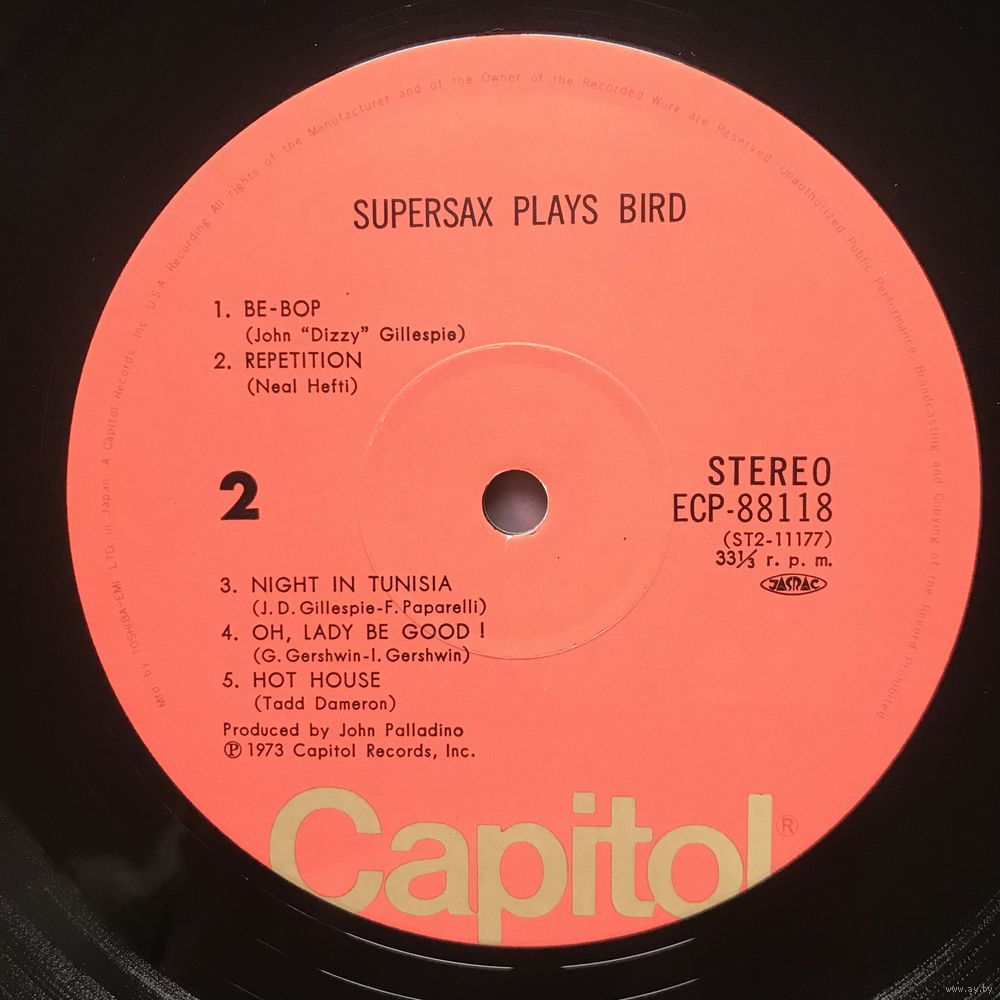 Mfd by TOSHIBA-EMI LTD. in Japan A Capitol Records Inc. U.S.A. Recording All rights of the Manufacturer and of the Owner of the Recorded Work are Reserved. Unauthorized Public Performance Broadcasting and Copying of the Record Prohibited
SUPERSAX PLAYS BIRD
1. BE-BOP
(John “Dizzy” Gillespie)
2. REPETITION
(Neal Hefti)
2
STEREO
ECP-88118
(ST2-11177)
33⅓ r. p. m.
JASRAC
3. NIGHT IN TUNISIA
(J. D. Gillespie-F. Paparelli)
4. OH, LADY BE GOOD !
(G. Gershwin-I. Gershwin)
5. HOT HOUSE
(Tadd Dameron)
Produced by John Palladino
Ⓟ 1973 Capitol Records, Inc.
Capitol®
www.ay.by